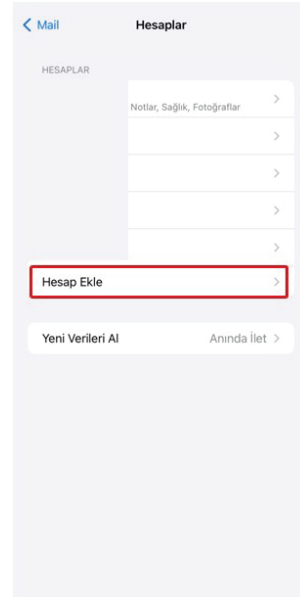 Mail
Hesaplar
HESAPLAR
Notlar, Sağlık, Fotoğraflar
Hesap Ekle
Yeni Verileri Al
Anında İlet